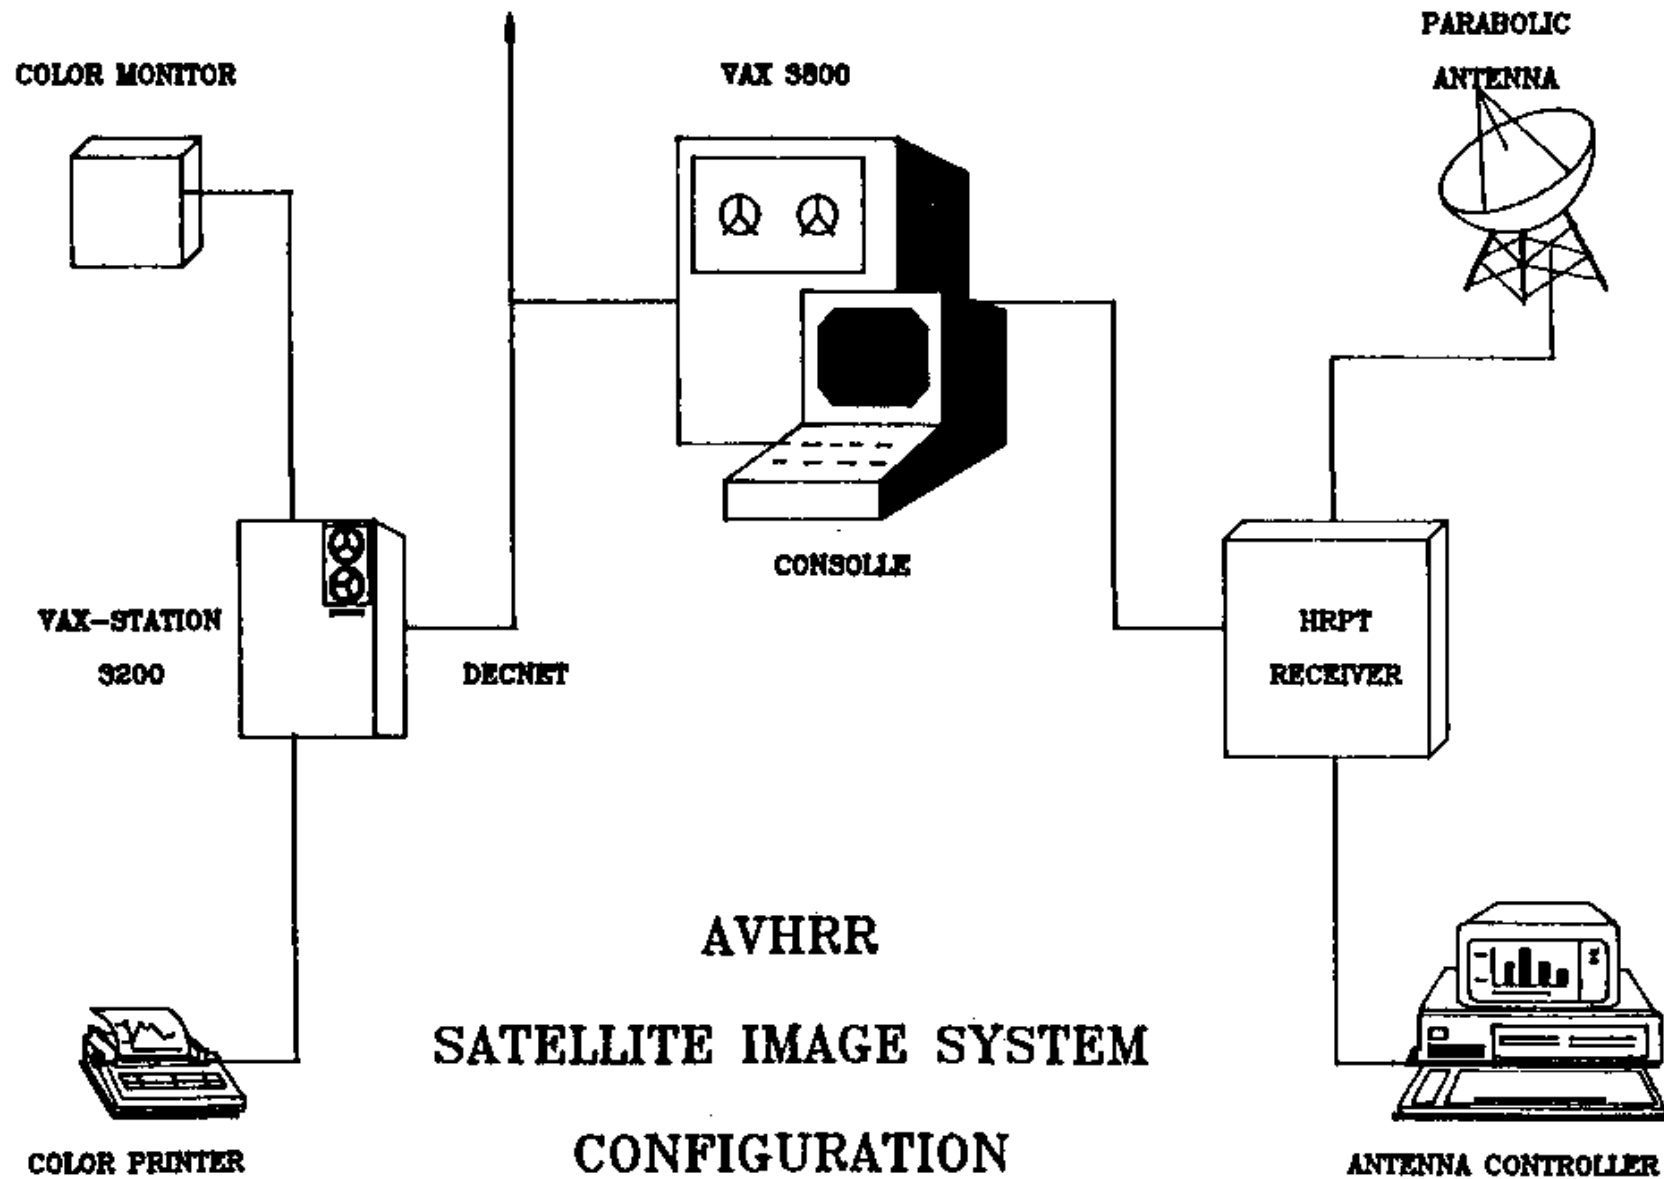 COLOR MONITOR
VAX 3800
PARABOLIC
ANTENNA
CONSOLLE
VAX-STATION
3200
DECNET
HRPT
RECEIVER
AVHRR
SATELLITE IMAGE SYSTEM
CONFIGURATION
COLOR PRINTER
ANTENNA CONTROLLER